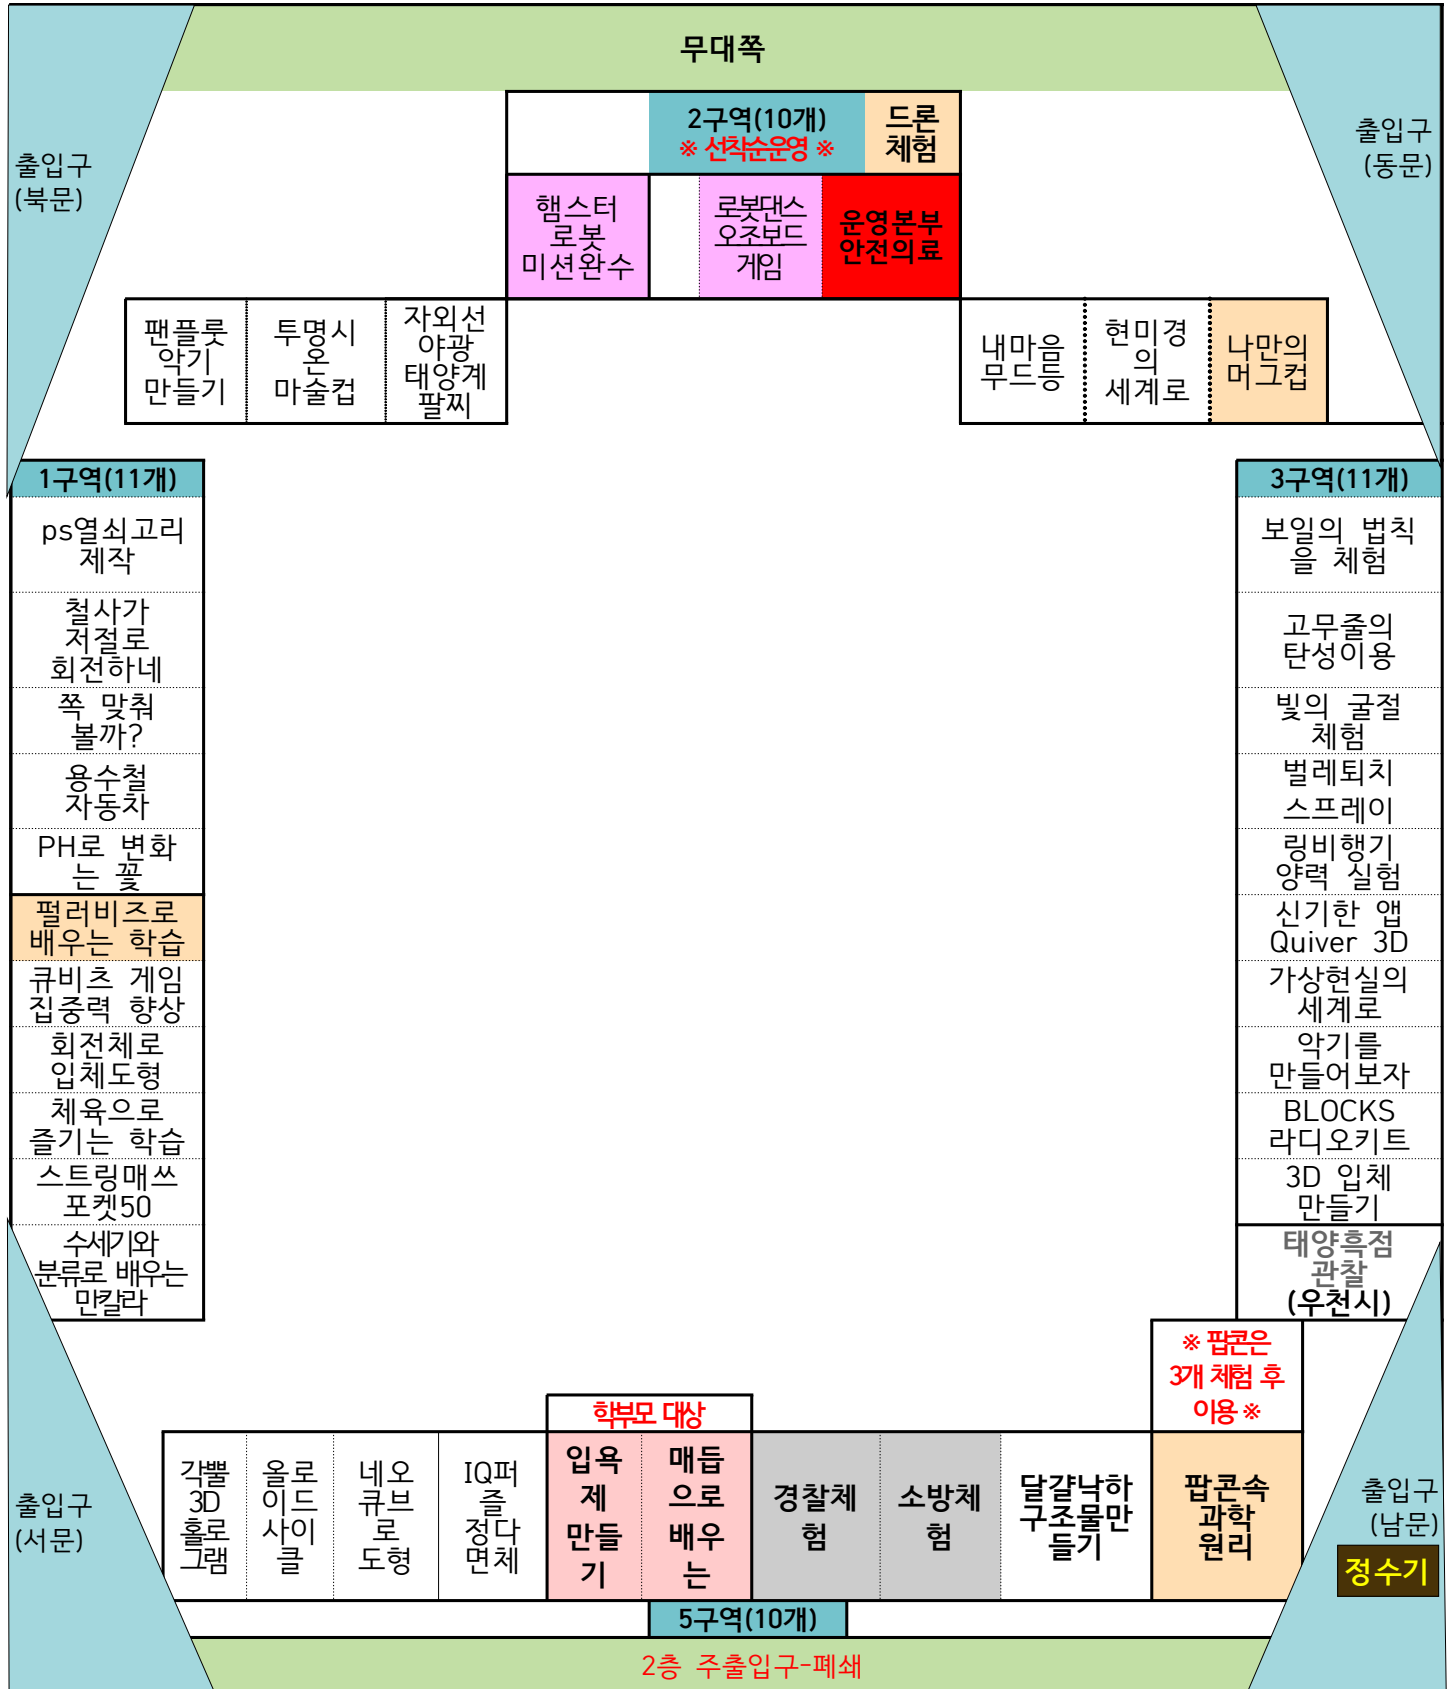 무대쪽
출입구
(북문)
2구역(10개)
※ 선착순운영 ※
드론
체험
출입구
(동문)
햄스터
로봇
미션완수
로봇댄스
오조보드
게임
운영본부
안전의료
팬플룻
악기
만들기
투명시
온
마술컵
자외선
야광
태양계
팔찌
내마음
무드등
현미경
의
세계로
나만의
머그컵
1구역(11개)
ps열쇠고리
제작
철사가
저절로
회전하네
쪽 맞춰
볼까?
용수철
자동차
PH로 변화
는 꽃
펄러비즈로
배우는 학습
큐비츠 게임
집중력 향상
회전체로
입체도형
체육으로
즐기는 학습
스트링매쓰
포켓50
수세기와
분류로 배우는
만칼라
3구역(11개)
보일의 법칙
을 체험
고무줄의
탄성이용
빛의 굴절
체험
벌레퇴치
스프레이
링비행기
양력 실험
신기한 앱
Quiver 3D
가상현실의
세계로
악기를
만들어보자
BLOCKS
라디오키트
3D 입체
만들기
태양흑점
관찰
(우천시)
※ 팝콘은
3개 체험 후
이용 ※
학부모 대상
출입구
(서문)
각뿔
3D
홀로
그램
올로
이드
사이
클
네오
큐브
로
도형
IQ퍼
즐
정다
면체
입욕
제
만들
기
매듭
으로
배우
는
경찰체
험
소방체
험
달걀낙하
구조물만
들기
팝콘속
과학
원리
출입구
(남문)
정수기
5구역(10개)
2층 주출입구-폐쇄